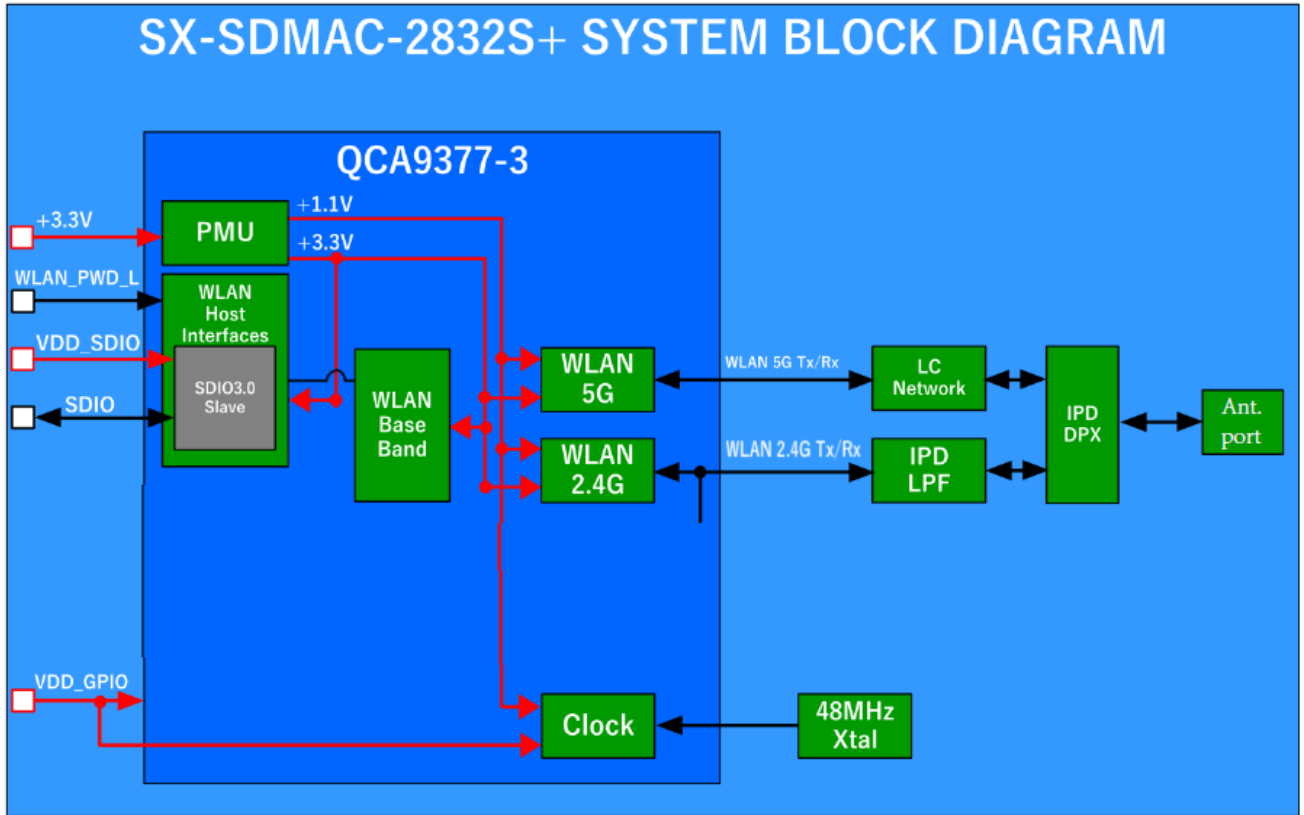 SX-SDMAC-2832S+ SYSTEM BLOCK DIAGRAM
QCA9377-3
+3.3V
PMU
+1.1V
+3.3V
WLAN_PWD_L
WLAN
Host
Interfaces
VDD_SDIO
SDIO3.0
Slave
SDIO
WLAN
Base
Band
WLAN
5G
WLAN 5G Tx/Rx
LC
Network
WLAN
2.4G
WLAN 2.4G Tx/Rx
IPD
LPF
IPD
DPX
Ant.
port
VDD_GPIO
Clock
48MHz
Xtal